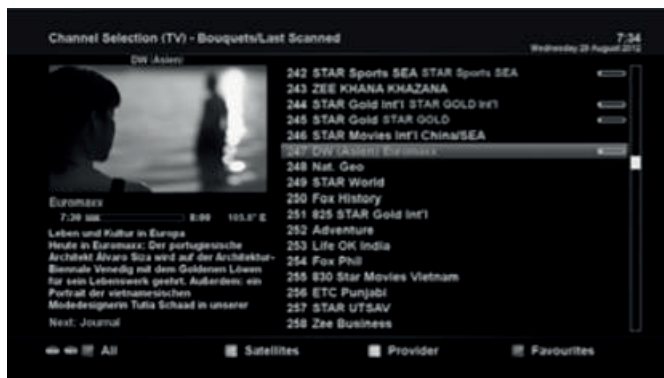 Channel Selection (TV) - Bouquets/Last Scanned
7:34
Wednesday 29 August 2012
DW (Asien)
242 STAR Sports SEA STAR Sports SEA
243 ZEE KHANA KHAZANA
244 STAR Gold Int'l STAR GOLD Int'l
245 STAR Gold STAR GOLD
246 STAR Movies Int'l China/SEA
247 DW (Asien) Euromaxx
248 Nat. Geo
249 STAR World
250 Fox History
251 825 STAR Gold Int'l
252 Adventure
253 Life OK India
254 Fox Phil
255 830 Star Movies Vietnam
256 ETC Punjabi
257 STAR UTSAV
258 Zee Business
Euromaxx
7:30 8:00 105.6° E
Leben und Kultur in Europa
Heute in Euromaxx: Der portugiesische
Architekt Alvaro Siza wird auf der Architektur-
Biennale Venedig mit dem Goldenen Löwen
für sein Lebenswerk geehrt. Außerdem: ein
Portrait der vietnamesischen
Modedesignerin Tutia Schaad in unserer
Next: Journal
All Satellites Provider Favourites